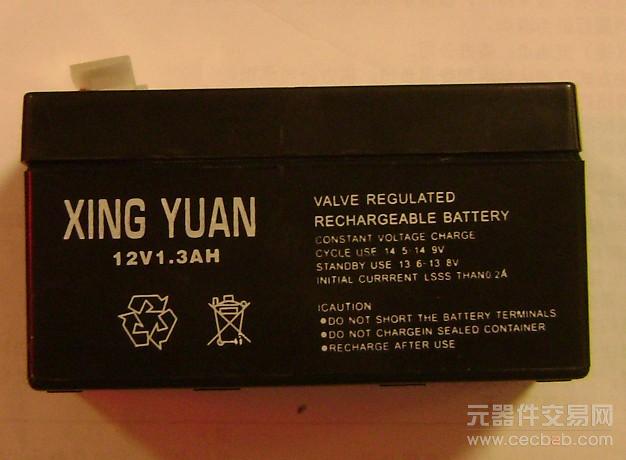 XING YUAN
12V1.3AH
VALVE REGULATED
RECHARGEABLE BATTERY
CONSTANT VOLTAGE CHARGE
CYCLE USE 14 5-14 9V
STANDBY USE 13 6-13 8V
INITIAL CURRRENT LSSS THAN0.2A
!CAUTION
●DO NOT SHORT THE BATTERY TERMINALS
●DO NOT CHARGEIN SEALED CONTAINER
●RECHARGE AFTER USE
元器件交易网
www.cecbeb.com